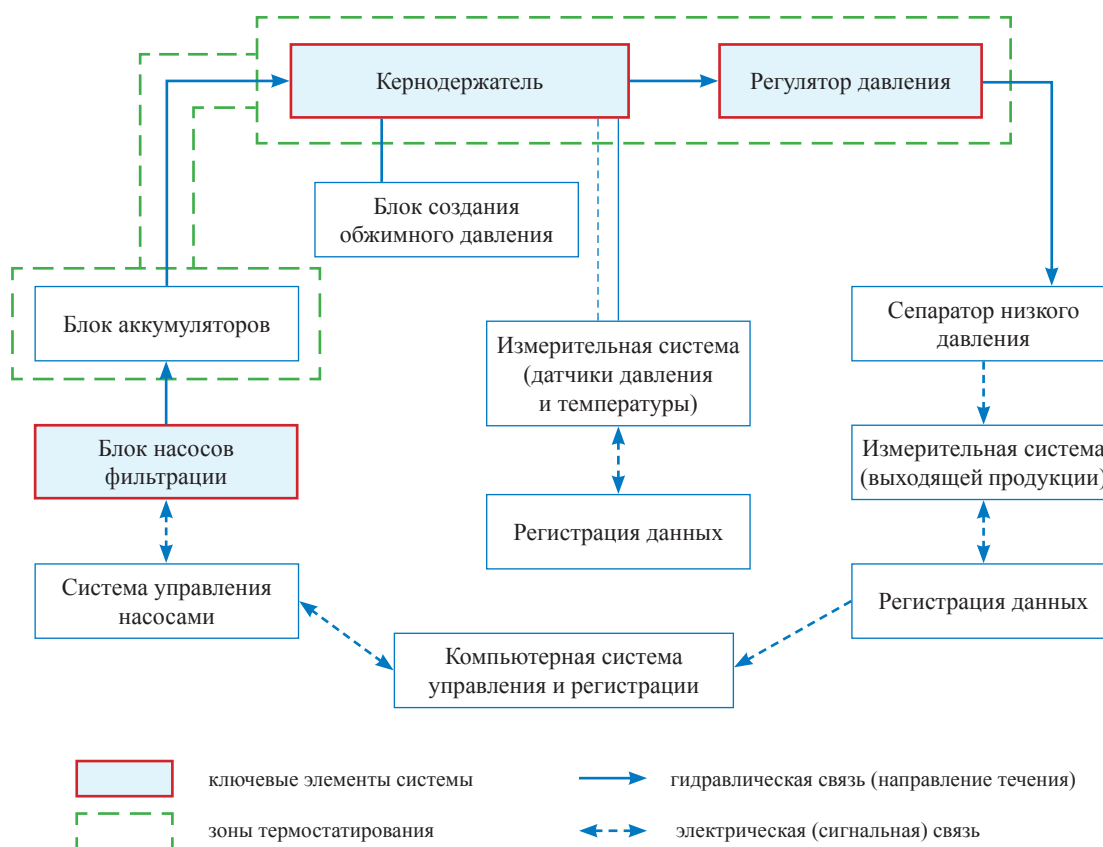 Кернодержатель
Регулятор давления
Блок создания
обжимного давления
Блок аккумуляторов
Сепаратор низкого
давления
Измерительная система
(датчики давления
и температуры)
Блок насосов
фильтрации
Измерительная система
(выходящей продукции)
Регистрация данных
Система управления
насосами
Регистрация данных
Компьютерная система
управления и регистрации
ключевые элементы системы
гидравлическая связь (направление течения)
зоны термостатирования
электрическая (сигнальная) связь